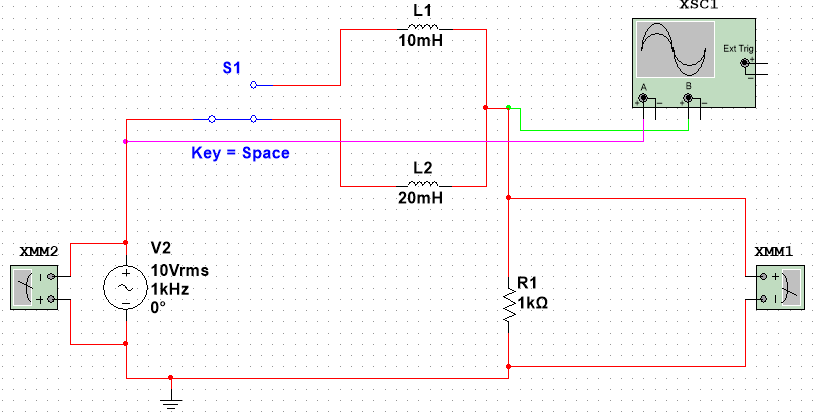 XSC1
L1
10mH
Ext Trig
+
−
S1
A
B
+
−
+
−
Key = Space
L2
20mH
XMM2
V2
XMM1
10Vrms
1kHz
0°
+
−
+
−
R1
1kΩ
+
−